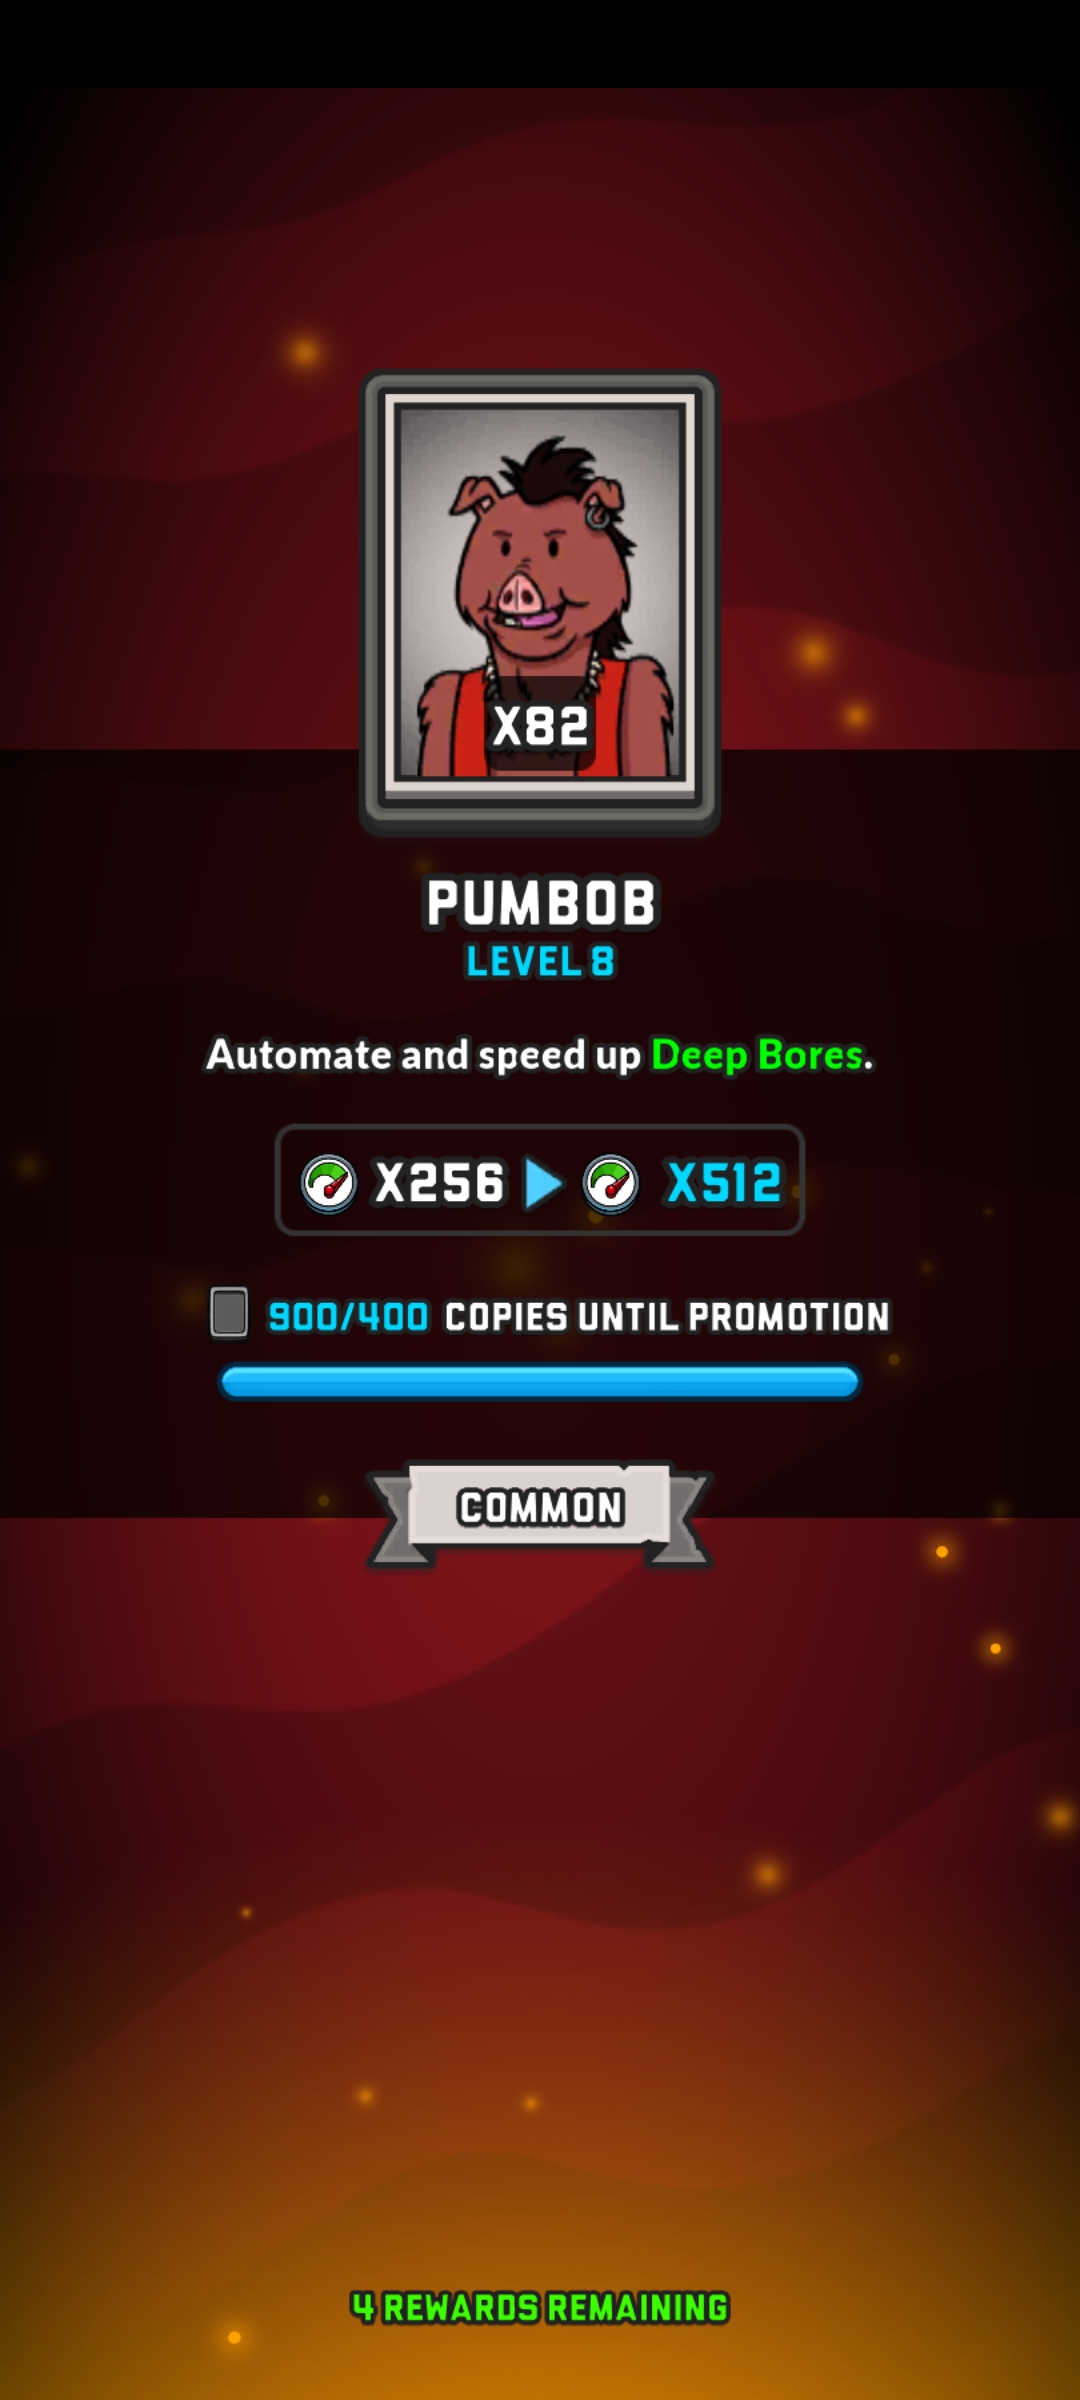 X82
PUMBOB
LEVEL 8
Automate and speed up Deep Bores.
X256 X512
900/400 COPIES UNTIL PROMOTION
COMMON
4 REWARDS REMAINING